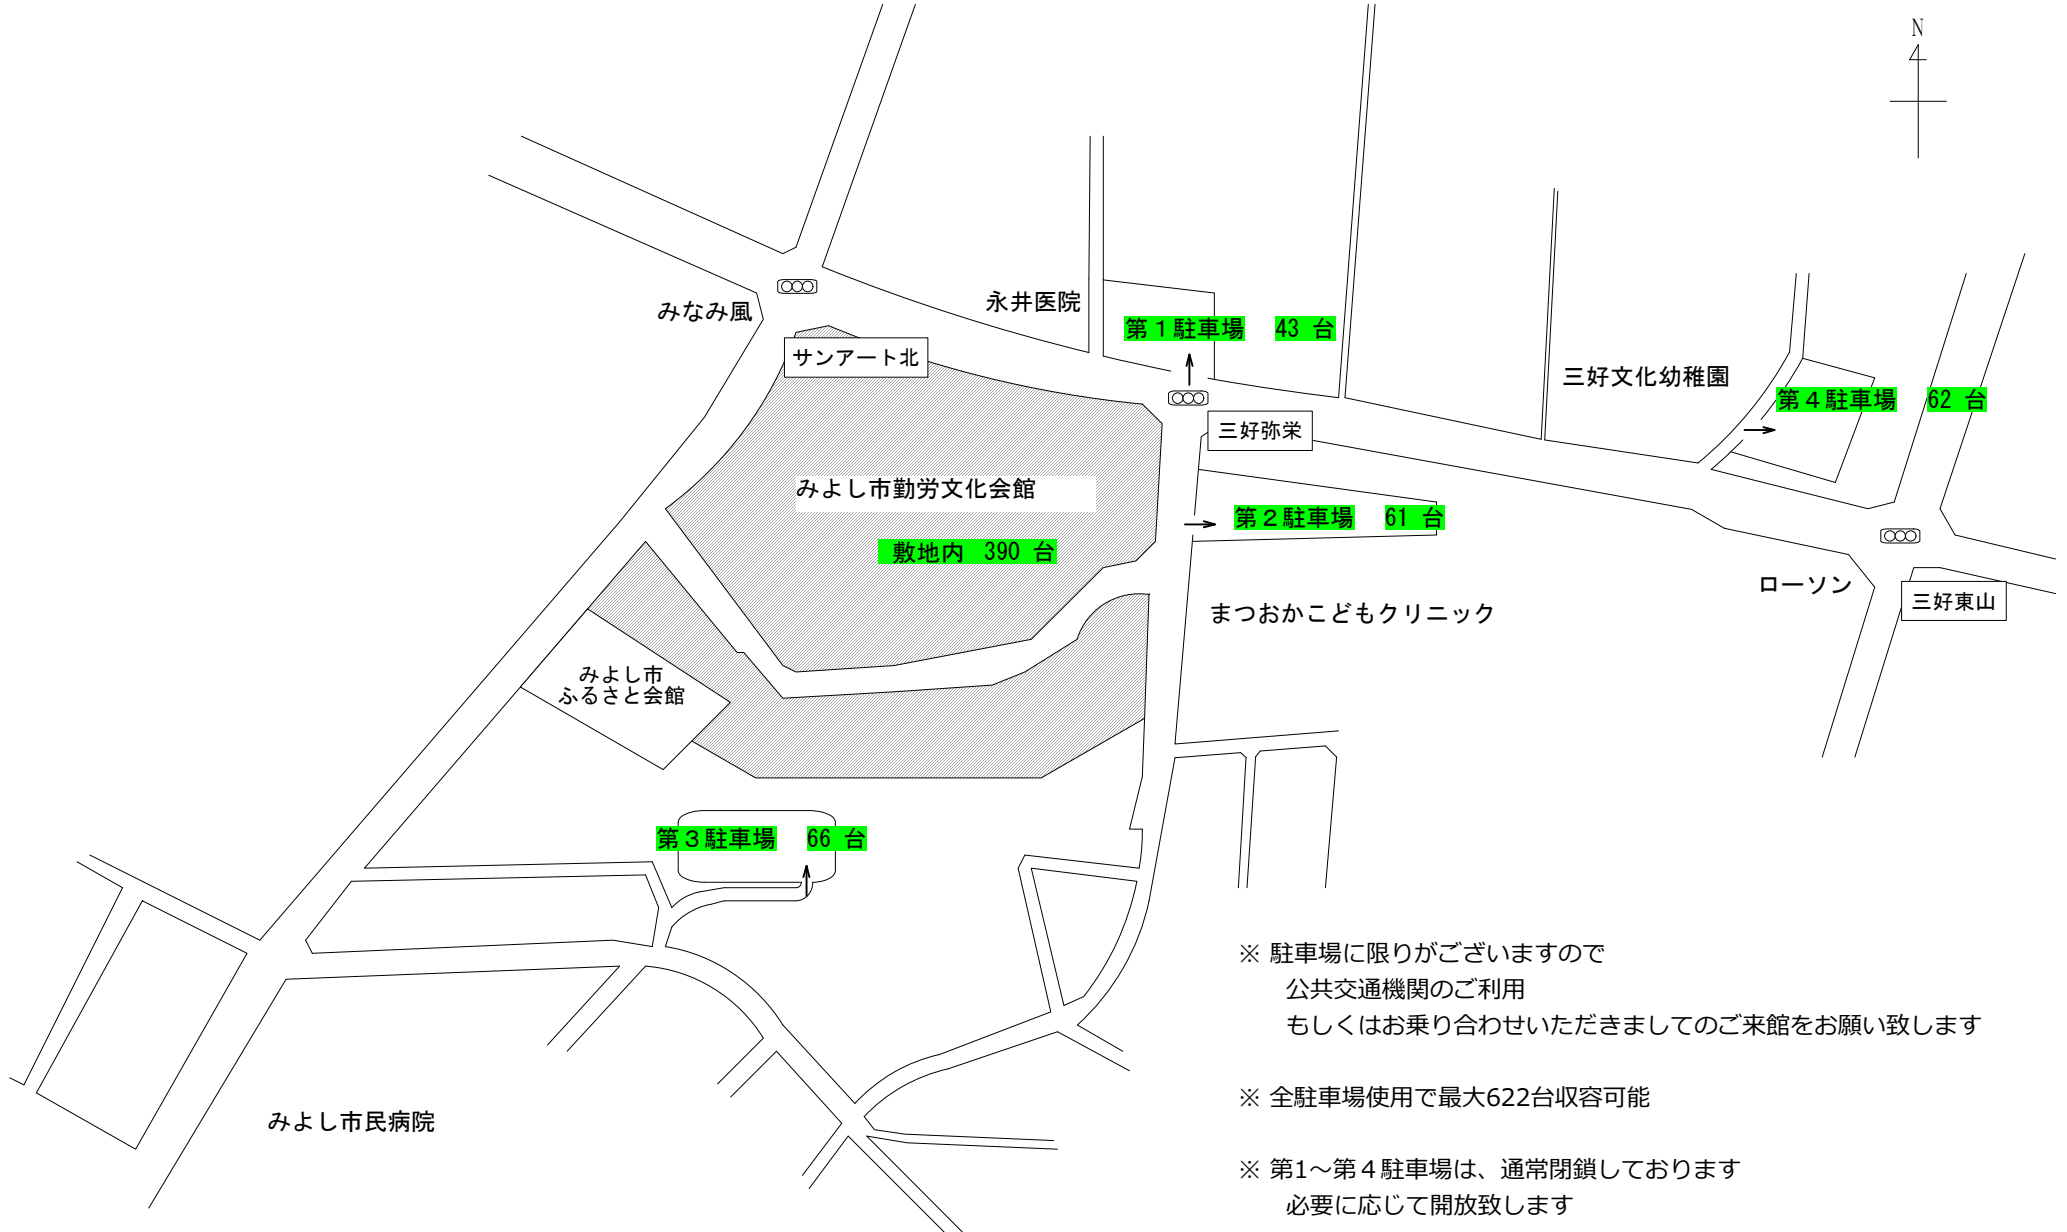 N
みなみ風
永井医院
第１駐車場　43 台
サンアート北
三好文化幼稚園
第４駐車場　62 台
三好弥栄
みよし市勤労文化会館
第２駐車場　61 台
敷地内　390 台
ローソン
三好東山
まつおかこどもクリニック
みよし市
ふるさと会館
第３駐車場　66 台
※ 駐車場に限りがございますので
公共交通機関のご利用
もしくはお乗り合わせいただきましてのご来館をお願い致します
※ 全駐車場使用で最大622台収容可能
みよし市民病院
※ 第1～第４駐車場は、通常閉鎖しております
必要に応じて開放致します